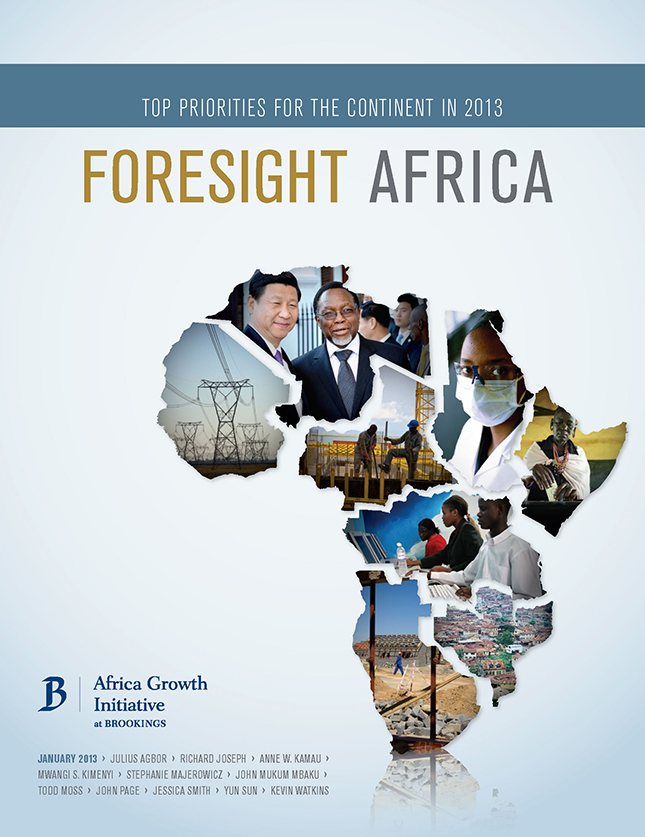 TOP PRIORITIES FOR THE CONTINENT IN 2013
FORESIGHT AFRICA
B
Africa Growth
Initiative
at BROOKINGS
JANUARY 2013 › JULIUS AGBOR › RICHARD JOSEPH › ANNE W. KAMAU ›
MWANGI S. KIMENYI › STEPHANIE MAJEROWICZ › JOHN MUKUM MBAKU ›
TODD MOSS › JOHN PAGE › JESSICA SMITH › YUN SUN › KEVIN WATKINS